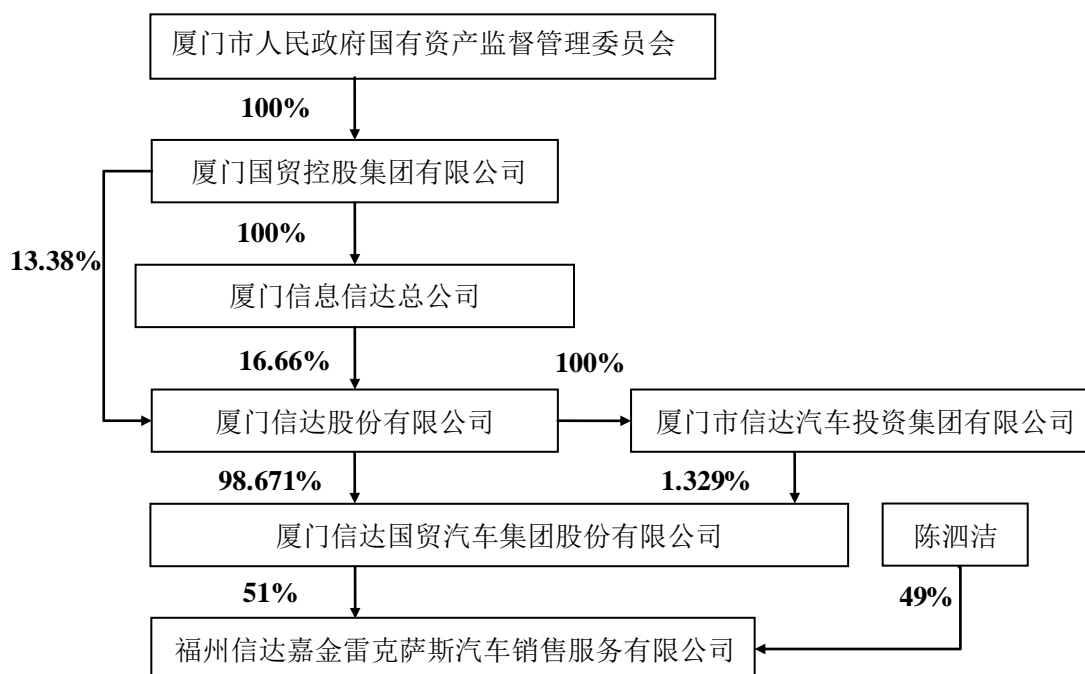 厦门市人民政府国有资产监督管理委员会
100%
厦门国贸控股集团有限公司
100%
13.38%
厦门信息信达总公司
16.66%
100%
厦门信达股份有限公司
厦门市信达汽车投资集团有限公司
98.671%
1.329%
厦门信达国贸汽车集团股份有限公司
陈泗洁
51%
49%
福州信达嘉金雷克萨斯汽车销售服务有限公司